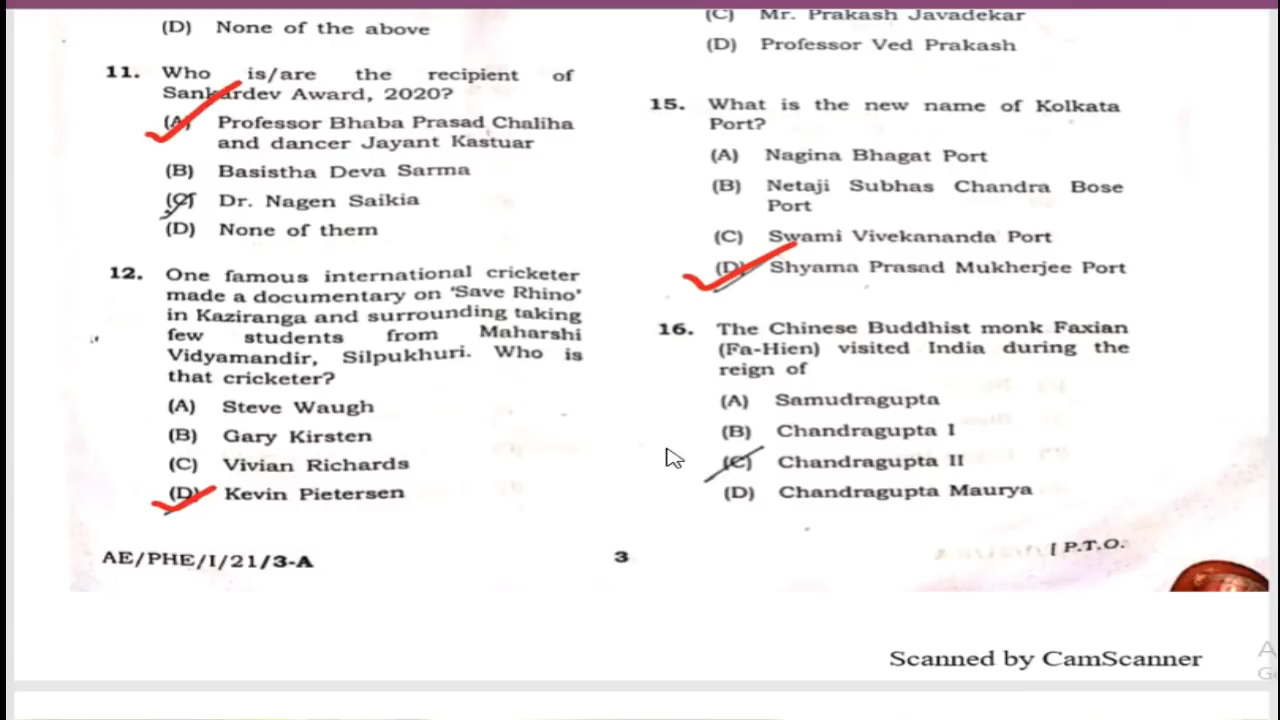 (D) None of the above
11. Who is/are the recipient of
Sankardev Award, 2020?
(A) Professor Bhaba Prasad Chaliha
and dancer Jayant Kastuar
(B) Basistha Deva Sarma
(C) Dr. Nagen Saikia
(D) None of them
12. One famous international cricketer
made a documentary on 'Save Rhino'
in Kaziranga and surrounding taking
few students from Maharshi
Vidyamandir, Silpukhuri. Who is
that cricketer?
(A) Steve Waugh
(B) Gary Kirsten
(C) Vivian Richards
(D) Kevin Pietersen
AE/PHE/1/21/3-A
3
(C) Mr. Prakash Javadekar
(D) Professor Ved Prakash
15. What is the new name of Kolkata
Port?
(A) Nagina Bhagat Port
(B) Netaji Subhas Chandra Bose
Port
(C) Swami Vivekananda Port
(D) Shyama Prasad Mukherjee Port
16. The Chinese Buddhist monk Faxian
(Fa-Hien) visited India during the
reign of
(A) Samudragupta
(B) Chandragupta I
(C) Chandragupta II
(D) Chandragupta Maurya
[ P.T.O.
Scanned by CamScanner